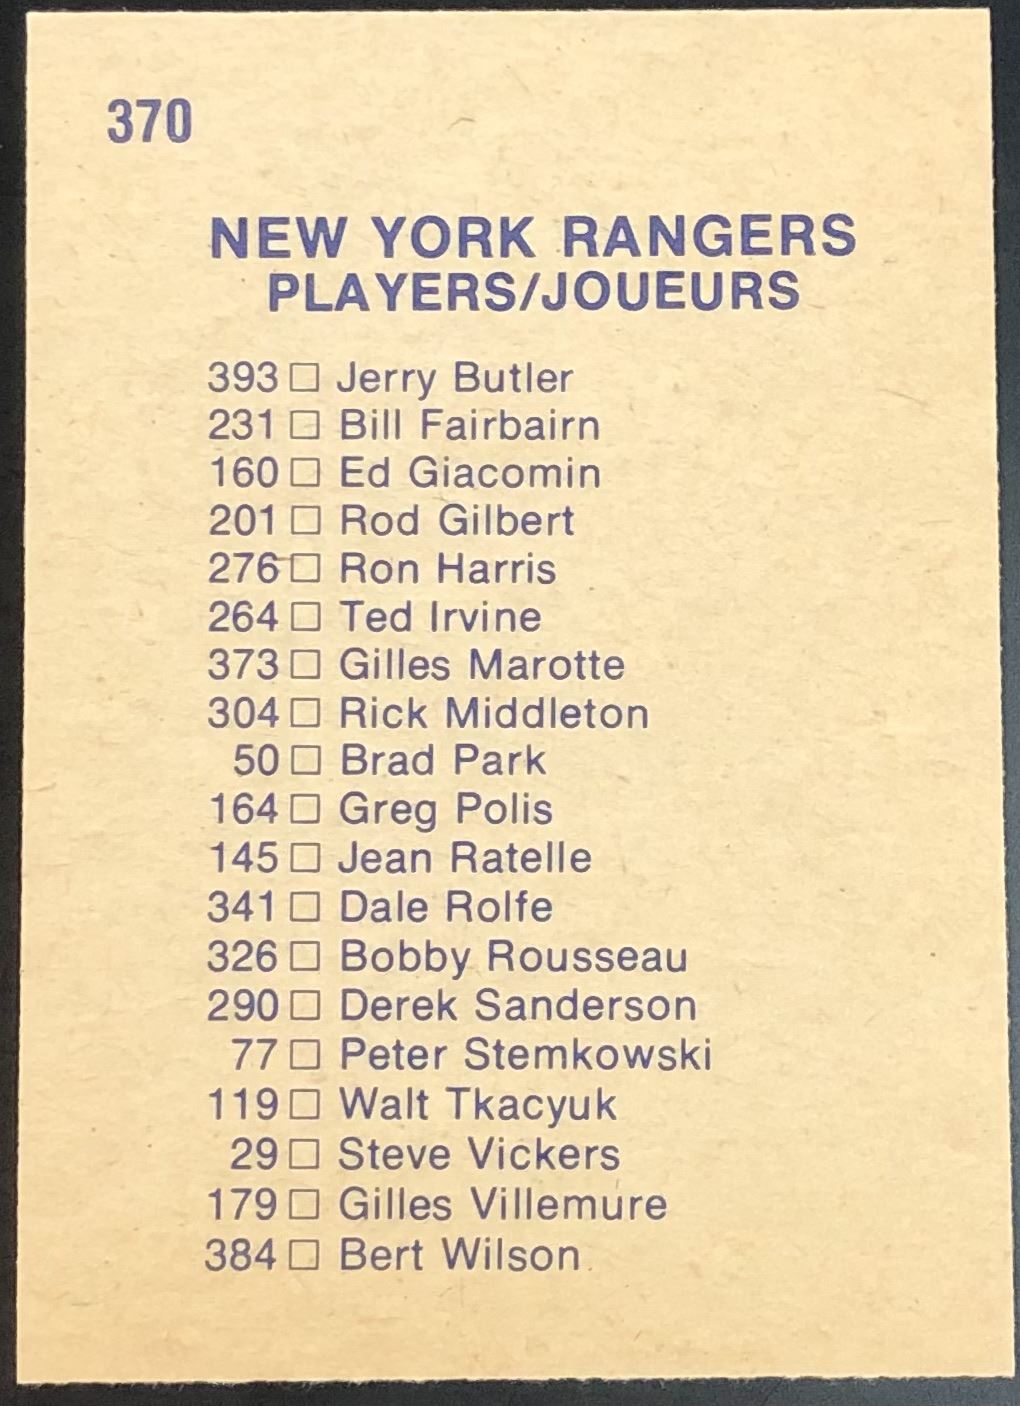 370
NEW YORK RANGERS
PLAYERS/JOUEURS
393 □ Jerry Butler
231 □ Bill Fairbairn
160 □ Ed Giacomin
201 □ Rod Gilbert
276 □ Ron Harris
264 □ Ted Irvine
373 □ Gilles Marotte
304 □ Rick Middleton
50 □ Brad Park
164 □ Greg Polis
145 □ Jean Ratelle
341 □ Dale Rolfe
326 □ Bobby Rousseau
290 □ Derek Sanderson
77 □ Peter Stemkowski
119 □ Walt Tkacyuk
29 □ Steve Vickers
179 □ Gilles Villemure
384 □ Bert Wilson